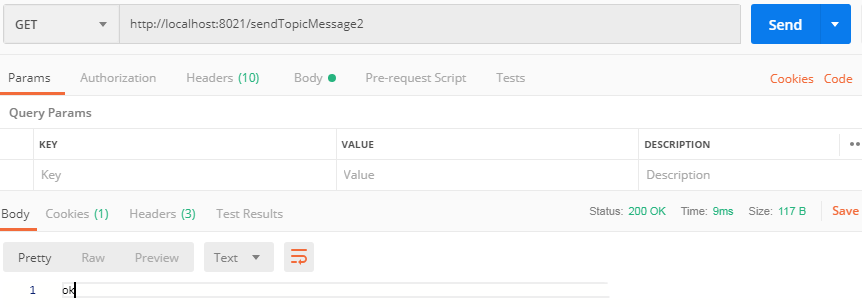 GET http://localhost:8021/sendTopicMessage2 Send
Params Authorization Headers (10) Body Pre-request Script Tests Cookies Code
Query Params
KEY VALUE DESCRIPTION
Key Value Description
Body Cookies (1) Headers (3) Test Results Status: 200 OK Time: 9ms Size: 117 B Save
Pretty Raw Preview Text
1 ok